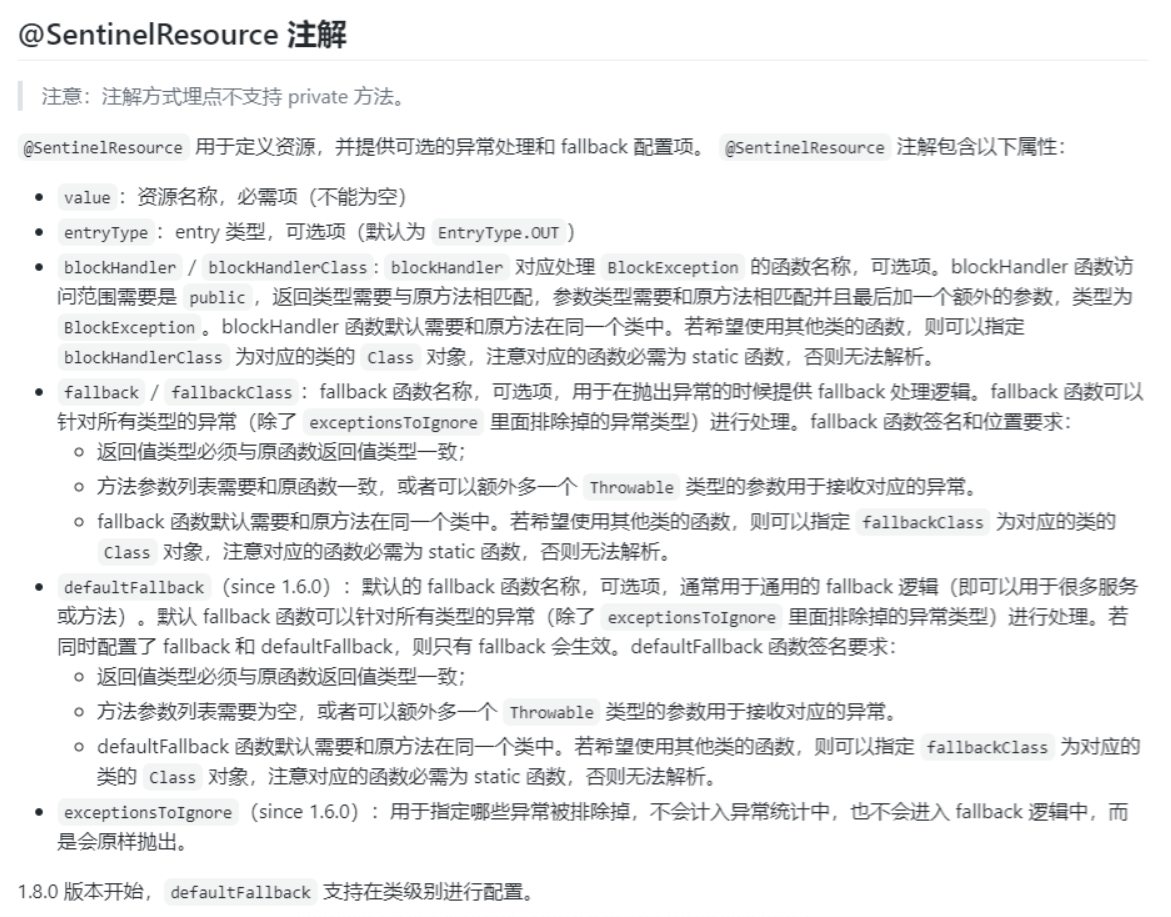 @SentinelResource 注解
注意：注解方式埋点不支持 private 方法。
@SentinelResource 用于定义资源，并提供可选的异常处理和 fallback 配置项。 @SentinelResource 注解包含以下属性：
• value：资源名称，必需项（不能为空）
• entryType：entry 类型，可选项（默认为 EntryType.OUT）
• blockHandler / blockHandlerClass: blockHandler 对应处理 BlockException 的函数名称，可选项。blockHandler 函数访
问范围需要是 public，返回类型需要与原方法相匹配，参数类型需要和原方法相匹配并且最后加一个额外的参数，类型为
BlockException。blockHandler 函数默认需要和原方法在同一个类中。若希望使用其他类的函数，则可以指定
blockHandlerClass 为对应的类的 Class 对象，注意对应的函数必需为 static 函数，否则无法解析。
• fallback / fallbackClass：fallback 函数名称，可选项，用于在抛出异常的时候提供 fallback 处理逻辑。fallback 函数可以
针对所有类型的异常（除了 exceptionsToIgnore 里面排除掉的异常类型）进行处理。fallback 函数签名和位置要求：
○ 返回值类型必须与原函数返回值类型一致；
○ 方法参数列表需要和原函数一致，或者可以额外多一个 Throwable 类型的参数用于接收对应的异常。
○ fallback 函数默认需要和原方法在同一个类中。若希望使用其他类的函数，则可以指定 fallbackClass 为对应的类的
Class 对象，注意对应的函数必需为 static 函数，否则无法解析。
• defaultFallback（since 1.6.0）：默认的 fallback 函数名称，可选项，通常用于通用的 fallback 逻辑（即可以用于很多服务
或方法）。默认 fallback 函数可以针对所有类型的异常（除了 exceptionsToIgnore 里面排除掉的异常类型）进行处理。若
同时配置了 fallback 和 defaultFallback，则只有 fallback 会生效。defaultFallback 函数签名要求：
○ 返回值类型必须与原函数返回值类型一致；
○ 方法参数列表需要为空，或者可以额外多一个 Throwable 类型的参数用于接收对应的异常。
○ defaultFallback 函数默认需要和原方法在同一个类中。若希望使用其他类的函数，则可以指定 fallbackClass 为对应的
类的 Class 对象，注意对应的函数必需为 static 函数，否则无法解析。
• exceptionsToIgnore（since 1.6.0）：用于指定哪些异常被排除掉，不会计入异常统计中，也不会进入 fallback 逻辑中，而
是会原样抛出。
1.8.0 版本开始， defaultFallback 支持在类级别进行配置。